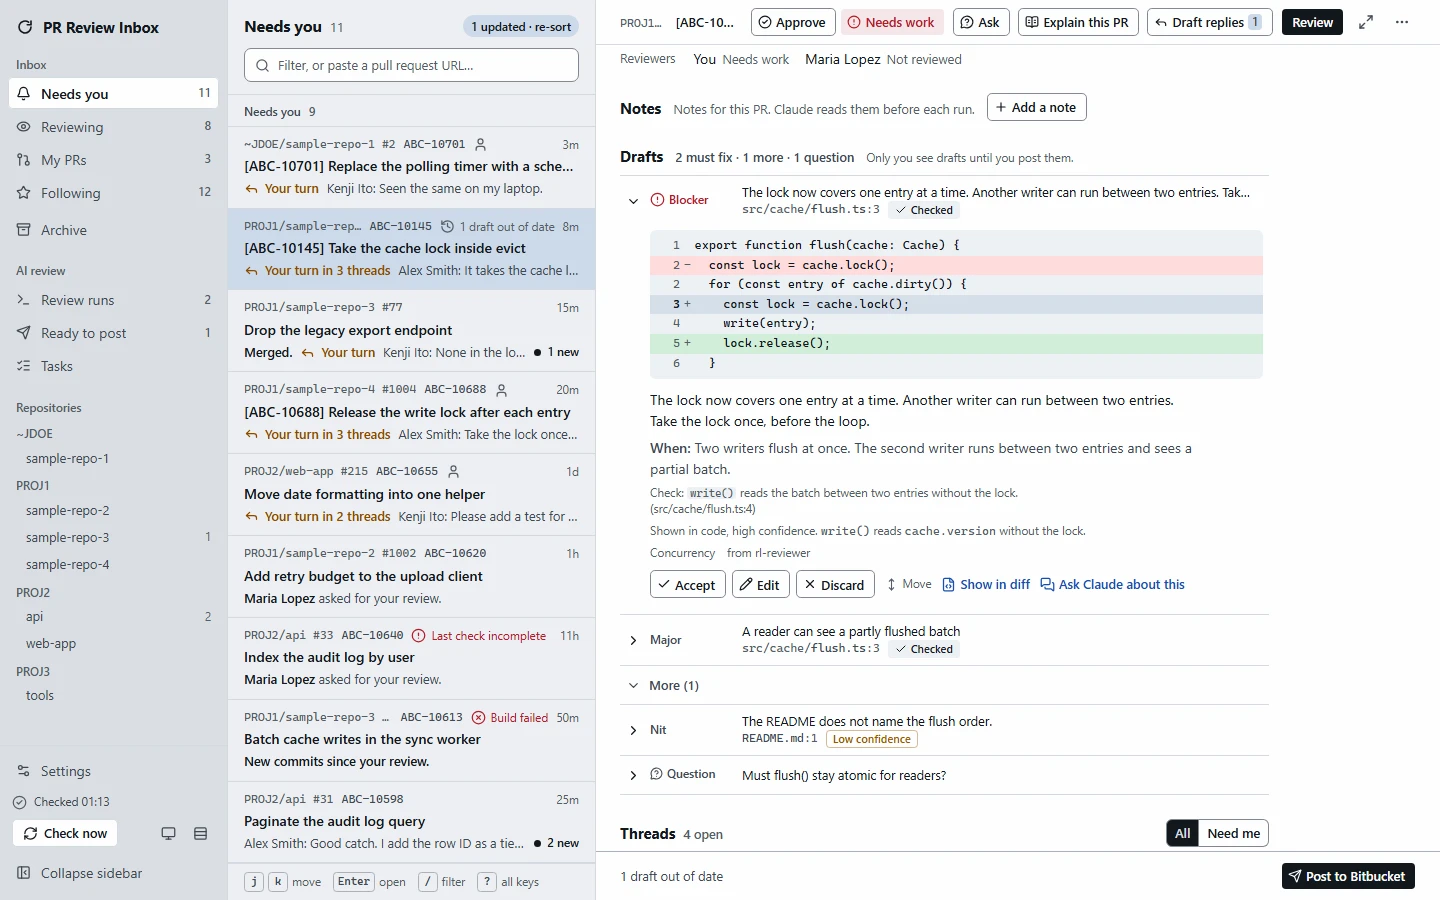 PR Review Inbox
Inbox
Needs you 11
Reviewing 8
My PRs 3
Following 12
Archive
AI review
Review runs 2
Ready to post 1
Tasks
Repositories
~JDOE
sample-repo-1
PROJ1
sample-repo-2
sample-repo-3 1
sample-repo-4
PROJ2
api 2
web-app
PROJ3
tools
Settings
Checked 01:13
Check now
Collapse sidebar
Needs you 11
1 updated · re-sort
Filter, or paste a pull request URL...
Needs you 9
~JDOE/sample-repo-1 #2 ABC-10701 3m
[ABC-10701] Replace the polling timer with a sche...
Your turn Kenji Ito: Seen the same on my laptop.
PROJ1/sample-rep... ABC-10145 1 draft out of date 8m
[ABC-10145] Take the cache lock inside evict
Your turn in 3 threads Alex Smith: It takes the cache l...
PROJ1/sample-repo-3 #77 15m
Drop the legacy export endpoint
Merged. Your turn Kenji Ito: None in the lo... 1 new
PROJ1/sample-repo-4 #1004 ABC-10688 20m
[ABC-10688] Release the write lock after each entry
Your turn in 3 threads Alex Smith: Take the lock once...
PROJ2/web-app #215 ABC-10655 1d
Move date formatting into one helper
Your turn in 2 threads Kenji Ito: Please add a test for ...
PROJ1/sample-repo-2 #1002 ABC-10620 1h
Add retry budget to the upload client
Maria Lopez asked for your review.
PROJ2/api #33 ABC-10640 Last check incomplete 11h
Index the audit log by user
Maria Lopez asked for your review.
PROJ1/sample-repo-3 ... ABC-10613 Build failed 50m
Batch cache writes in the sync worker
New commits since your review.
PROJ2/api #31 ABC-10598 25m
Paginate the audit log query
Alex Smith: Good catch. I add the row ID as a tie... 2 new
j k move Enter open / filter ? all keys
PROJ1... [ABC-10... Approve Needs work Ask Explain this PR Draft replies 1 Review
Reviewers You Needs work Maria Lopez Not reviewed
Notes Notes for this PR. Claude reads them before each run. + Add a note
Drafts 2 must fix · 1 more · 1 question Only you see drafts until you post them.
Blocker The lock now covers one entry at a time. Another writer can run between two entries. Tak...
src/cache/flush.ts:3 Checked
1 export function flush(cache: Cache) {
2 - const lock = cache.lock();
2 for (const entry of cache.dirty()) {
3 + const lock = cache.lock();
4 write(entry);
5 + lock.release();
6 }
The lock now covers one entry at a time. Another writer can run between two entries.
Take the lock once, before the loop.
When: Two writers flush at once. The second writer runs between two entries and sees a
partial batch.
Check: write() reads the batch between two entries without the lock.
(src/cache/flush.ts:4)
Shown in code, high confidence. write() reads cache.version without the lock.
Concurrency from rl-reviewer
Accept Edit Discard Move Show in diff Ask Claude about this
Major A reader can see a partly flushed batch
src/cache/flush.ts:3 Checked
More (1)
Nit The README does not name the flush order.
README.md:1 Low confidence
Question Must flush() stay atomic for readers?
Threads 4 open All Need me
1 draft out of date Post to Bitbucket